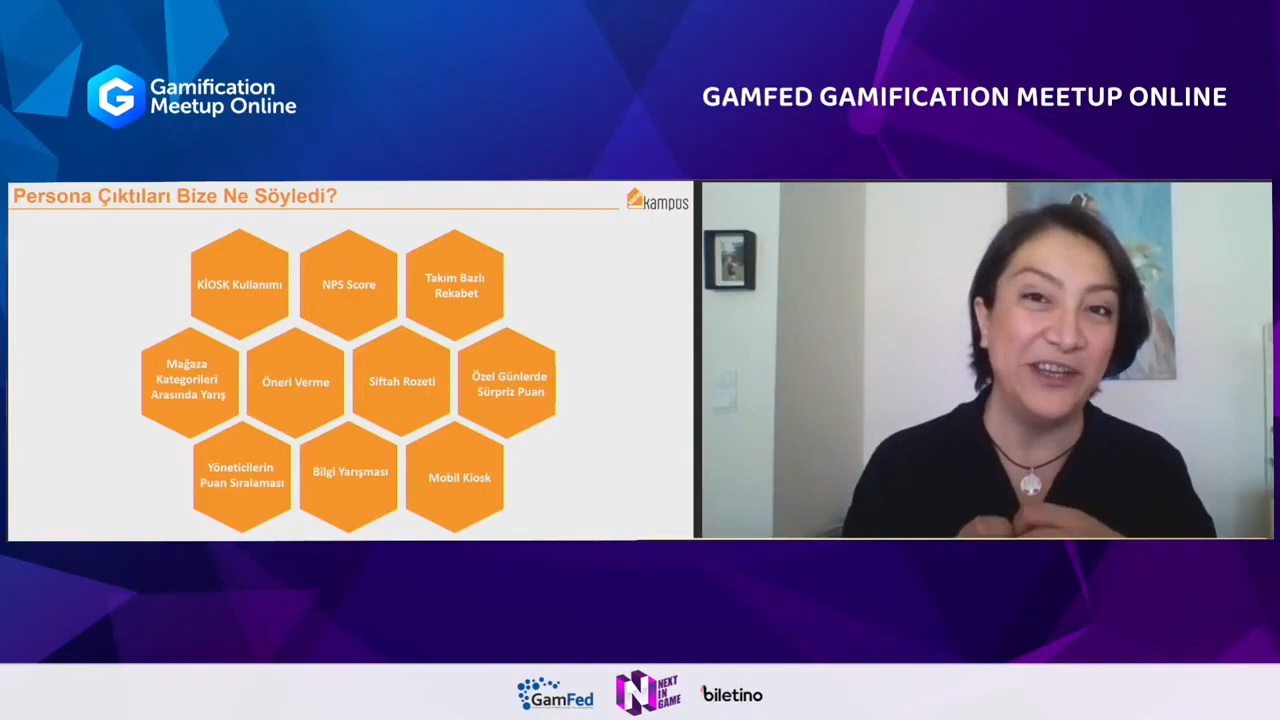 Gamification
Meetup Online
GAMFED GAMIFICATION MEETUP ONLINE
Persona Çıktıları Bize Ne Söyledi?
kampüs
KİOSK Kullanımı
NPS Score
Takım Bazlı
Rekabet
Mağaza
Kategorileri
Arasında Yarış
Öneri Verme
Siftah Rozeti
Özel Günlerde
Sürpriz Puan
Yöneticilerin
Puan Sıralaması
Bilgi Yarışması
Mobil Kiosk
GamFed
NEXT
IN
GAME
biletino